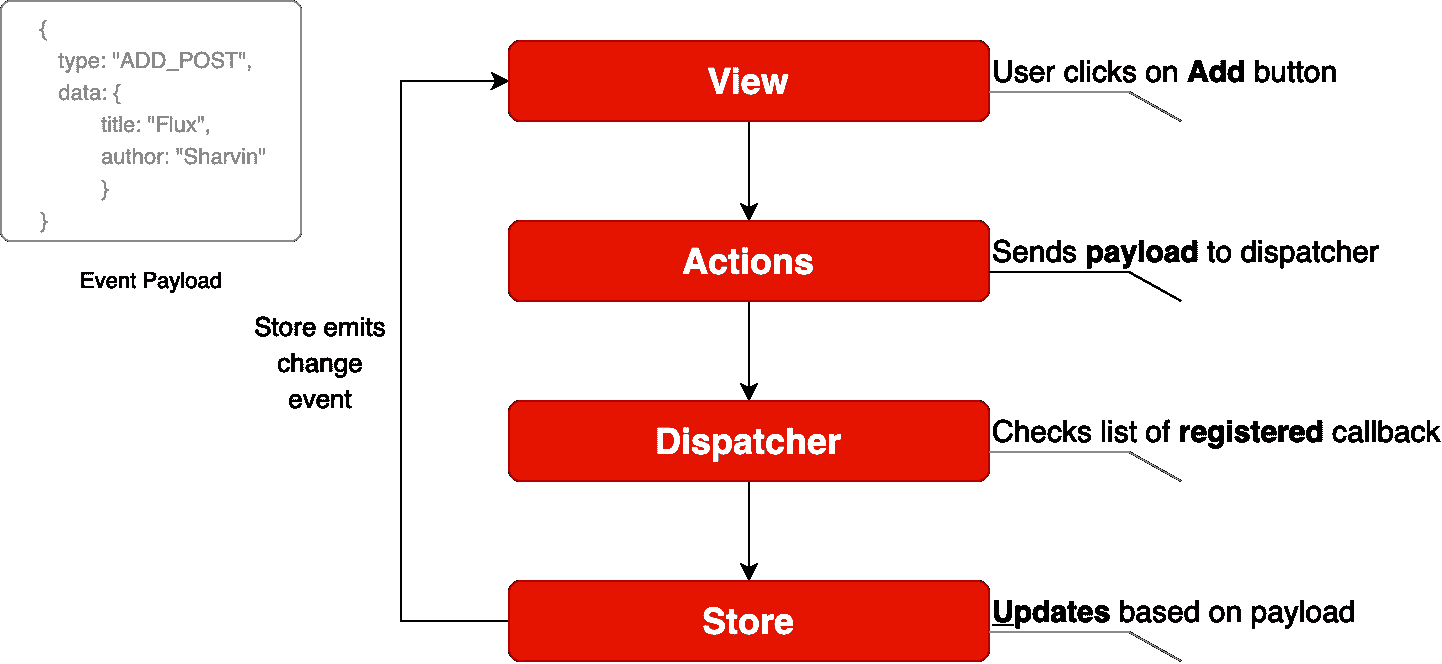 {
type: "ADD_POST",
data: {
title: "Flux",
author: "Sharvin"
}
}
Event Payload
View
User clicks on Add button
Actions
Sends payload to dispatcher
Store emits
change
event
Dispatcher
Checks list of registered callback
Store
Updates based on payload